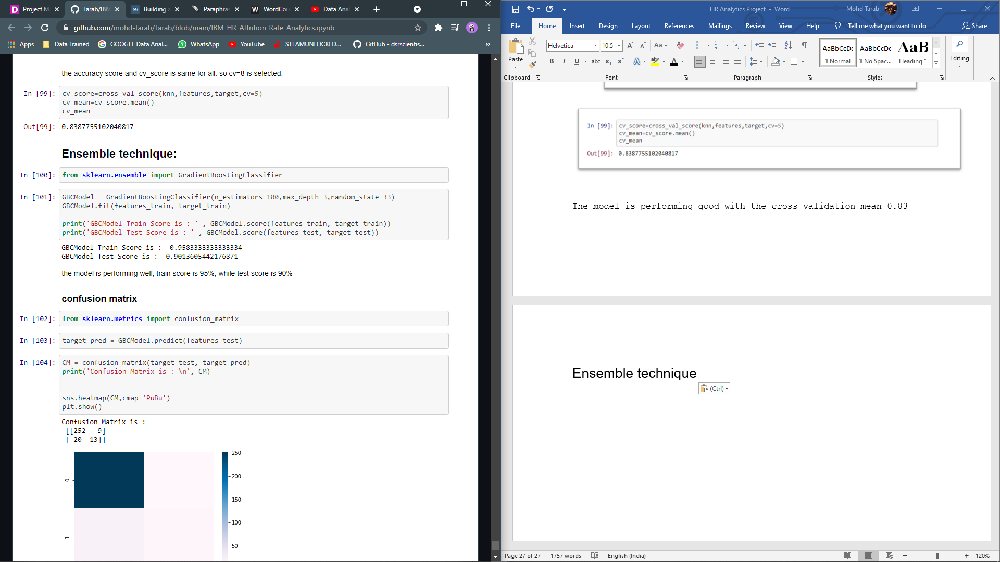 Project M
Tarab/IBM
tds Building a
Paraphras
W WordCou
Data Anal
github.com/mohd-tarab/Tarab/blob/main/IBM_HR_Attrition_Rate_Analytics.ipynb
Apps
Data Trained
GOOGLE Data Anal...
WhatsApp
YouTube
STEAMUNLOCKED...
GitHub - dsrscientis...
»
the accuracy score and cv_score is same for all. so cv=8 is selected.
In [99]: cv_score=cross_val_score(knn,features,target,cv=5)
cv_mean=cv_score.mean()
cv_mean
Out[99]: 0.8387755102040817
Ensemble technique:
In [100]: from sklearn.ensemble import GradientBoostingClassifier
In [101]: GBCModel = GradientBoostingClassifier(n_estimators=100,max_depth=3,random_state=33)
GBCModel.fit(features_train, target_train)
print('GBCModel Train Score is : ' , GBCModel.score(features_train, target_train))
print('GBCModel Test Score is : ' , GBCModel.score(features_test, target_test))
GBCModel Train Score is :  0.9583333333333334
GBCModel Test Score is :  0.9013605442176871
the model is performing well, train score is 95%, while test score is 90%
confusion matrix
In [102]: from sklearn.metrics import confusion_matrix
In [103]: target_pred = GBCModel.predict(features_test)
In [104]: CM = confusion_matrix(target_test, target_pred)
print('Confusion Matrix is : \n', CM)
sns.heatmap(CM,cmap='PuBu')
plt.show()
Confusion Matrix is :
[[252   9]
[ 20  13]]
0
1
250
200
150
100
50
HR Analytics Project - Word
Mohd Tarab
File
Home
Insert
Design
Layout
References
Mailings
Review
View
Help
Tell me what you want to do
Share
Paste
Clipboard
Helvetica
10.5
Aa
B I U abc x₂ x²
Font
Paragraph
AaBbCcDc
¶ Normal
AaBbCcDc
¶ No Spac...
AaB
Heading 1
Styles
Editing
In [99]: cv_score=cross_val_score(knn,features,target,cv=5)
cv_mean=cv_score.mean()
cv_mean
Out[99]: 0.8387755102040817
The model is performing good with the cross validation mean 0.83
Ensemble technique
(Ctrl)
Page 27 of 27
1757 words
English (India)
120%